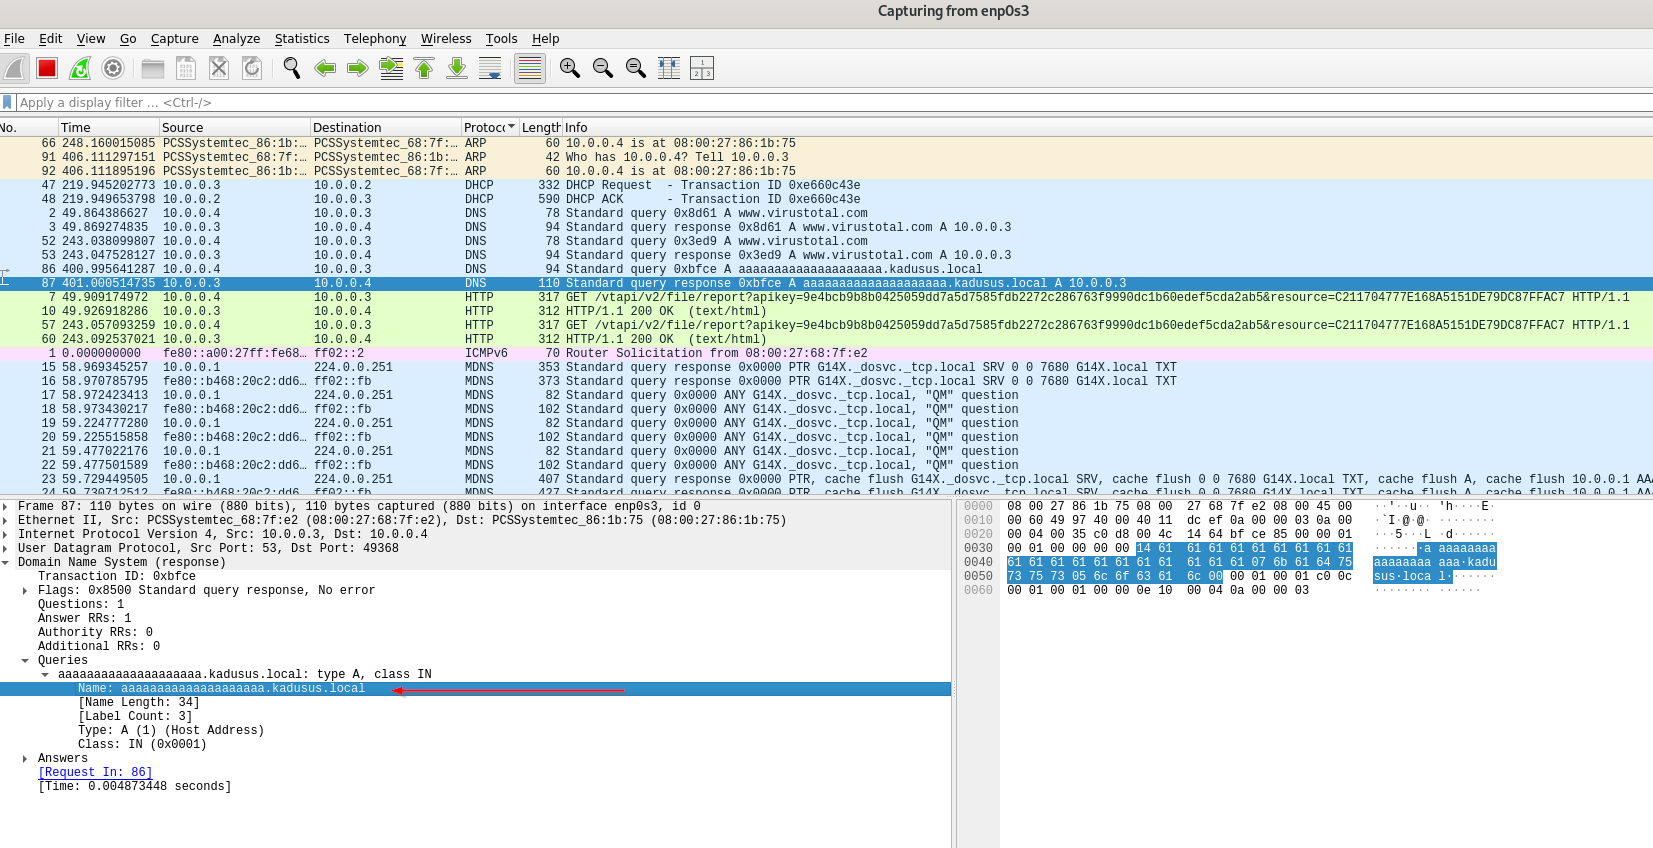 Capturing from enp0s3
File Edit View Go Capture Analyze Statistics Telephony Wireless Tools Help
Apply a display filter … <Ctrl-/>
No. Time Source Destination Protoc Length Info
66 248.160015085 PCSSystemtec_86:1b:… PCSSystemtec_68:7f:… ARP 60 10.0.0.4 is at 08:00:27:86:1b:75
91 406.111297151 PCSSystemtec_68:7f:… PCSSystemtec_86:1b:… ARP 42 Who has 10.0.0.4? Tell 10.0.0.3
92 406.111895196 PCSSystemtec_86:1b:… PCSSystemtec_68:7f:… ARP 60 10.0.0.4 is at 08:00:27:86:1b:75
47 219.945202773 10.0.0.3 10.0.0.2 DHCP 332 DHCP Request - Transaction ID 0xe660c43e
48 219.949653798 10.0.0.2 10.0.0.3 DHCP 590 DHCP ACK - Transaction ID 0xe660c43e
2 49.864386627 10.0.0.4 10.0.0.3 DNS 78 Standard query 0x8d61 A www.virustotal.com
3 49.869274835 10.0.0.3 10.0.0.4 DNS 94 Standard query response 0x8d61 A www.virustotal.com A 10.0.0.3
52 243.038099807 10.0.0.4 10.0.0.3 DNS 78 Standard query 0x3ed9 A www.virustotal.com
53 243.047528127 10.0.0.3 10.0.0.4 DNS 94 Standard query response 0x3ed9 A www.virustotal.com A 10.0.0.3
86 400.995641287 10.0.0.4 10.0.0.3 DNS 94 Standard query 0xbfce A aaaaaaaaaaaaaaaaaaaa.kadusus.local
87 401.000514735 10.0.0.3 10.0.0.4 DNS 110 Standard query response 0xbfce A aaaaaaaaaaaaaaaaaaaa.kadusus.local A 10.0.0.3
7 49.909174972 10.0.0.4 10.0.0.3 HTTP 317 GET /vtapi/v2/file/report?apikey=9e4bcb9b8b0425059dd7a5d7585fdb2272c286763f9990dc1b60edef5cda2ab5&resource=C211704777E168A5151DE79DC87FFAC7 HTTP/1.1
10 49.926918286 10.0.0.3 10.0.0.4 HTTP 312 HTTP/1.1 200 OK (text/html)
57 243.057093259 10.0.0.4 10.0.0.3 HTTP 317 GET /vtapi/v2/file/report?apikey=9e4bcb9b8b0425059dd7a5d7585fdb2272c286763f9990dc1b60edef5cda2ab5&resource=C211704777E168A5151DE79DC87FFAC7 HTTP/1.1
60 243.092537021 10.0.0.3 10.0.0.4 HTTP 312 HTTP/1.1 200 OK (text/html)
1 0.000000000 fe80::a00:27ff:fe68… ff02::2 ICMPv6 70 Router Solicitation from 08:00:27:68:7f:e2
15 58.969345257 10.0.0.1 224.0.0.251 MDNS 353 Standard query response 0x0000 PTR G14X._dosvc._tcp.local SRV 0 0 7680 G14X.local TXT
16 58.970785795 fe80::b468:20c2:dd6… ff02::fb MDNS 373 Standard query response 0x0000 PTR G14X._dosvc._tcp.local SRV 0 0 7680 G14X.local TXT
17 58.972423413 10.0.0.1 224.0.0.251 MDNS 82 Standard query 0x0000 ANY G14X._dosvc._tcp.local, "QM" question
18 58.973430217 fe80::b468:20c2:dd6… ff02::fb MDNS 102 Standard query 0x0000 ANY G14X._dosvc._tcp.local, "QM" question
19 59.224777280 10.0.0.1 224.0.0.251 MDNS 82 Standard query 0x0000 ANY G14X._dosvc._tcp.local, "QM" question
20 59.225515858 fe80::b468:20c2:dd6… ff02::fb MDNS 102 Standard query 0x0000 ANY G14X._dosvc._tcp.local, "QM" question
21 59.477022176 10.0.0.1 224.0.0.251 MDNS 82 Standard query 0x0000 ANY G14X._dosvc._tcp.local, "QM" question
22 59.477501589 fe80::b468:20c2:dd6… ff02::fb MDNS 102 Standard query 0x0000 ANY G14X._dosvc._tcp.local, "QM" question
23 59.729449505 10.0.0.1 224.0.0.251 MDNS 407 Standard query response 0x0000 PTR, cache flush G14X._dosvc._tcp.local SRV, cache flush 0 0 7680 G14X.local TXT, cache flush A, cache flush 10.0.0.1 AAA
24 59.730712512 fe80::b468:20c2:dd6… ff02::fb MDNS 427 Standard query response 0x0000 PTR, cache flush G14X._dosvc._tcp.local SRV, cache flush 0 0 7680 G14X.local TXT, cache flush A, cache flush 10.0.0.1 AAA
Frame 87: 110 bytes on wire (880 bits), 110 bytes captured (880 bits) on interface enp0s3, id 0
Ethernet II, Src: PCSSystemtec_68:7f:e2 (08:00:27:68:7f:e2), Dst: PCSSystemtec_86:1b:75 (08:00:27:86:1b:75)
Internet Protocol Version 4, Src: 10.0.0.3, Dst: 10.0.0.4
User Datagram Protocol, Src Port: 53, Dst Port: 49368
Domain Name System (response)
Transaction ID: 0xbfce
Flags: 0x8500 Standard query response, No error
Questions: 1
Answer RRs: 1
Authority RRs: 0
Additional RRs: 0
Queries
aaaaaaaaaaaaaaaaaaaa.kadusus.local: type A, class IN
Name: aaaaaaaaaaaaaaaaaaaa.kadusus.local
[Name Length: 34]
[Label Count: 3]
Type: A (1) (Host Address)
Class: IN (0x0001)
Answers
[Request In: 86]
[Time: 0.004873448 seconds]
0000 08 00 27 86 1b 75 08 00 27 68 7f e2 08 00 45 00 ··'··u·· 'h····E·
0010 00 60 49 97 40 00 40 11 dc ef 0a 00 00 03 0a 00 ·`I·@·@· ········
0020 00 04 00 35 c0 d8 00 4c 14 64 bf ce 85 00 00 01 ···5···L ·d······
0030 00 01 00 00 00 00 14 61 61 61 61 61 61 61 61 61 ·······a aaaaaaaa
0040 61 61 61 61 61 61 61 61 61 61 61 07 6b 61 64 75 aaaaaaaa aaa·kadu
0050 73 75 73 05 6c 6f 63 61 6c 00 00 01 00 01 c0 0c sus·loca l·······
0060 00 01 00 01 00 00 0e 10 00 04 0a 00 00 03 ········ ······